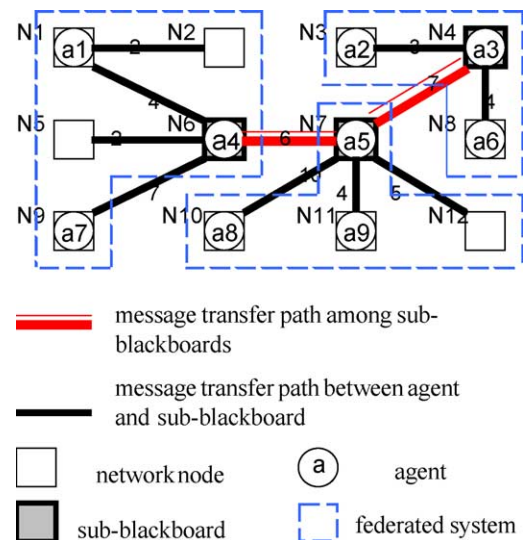 N1 a1 2 N2 N3 a2 3 N4 a3
4 7 4
N5 2 N6 a4 6 N7 a5 N8 a6
7 10 4 5
N9 a7 N10 a8 N11 a9 N12
message transfer path among sub-
blackboards
message transfer path between agent
and sub-blackboard
network node
a agent
sub-blackboard
federated system